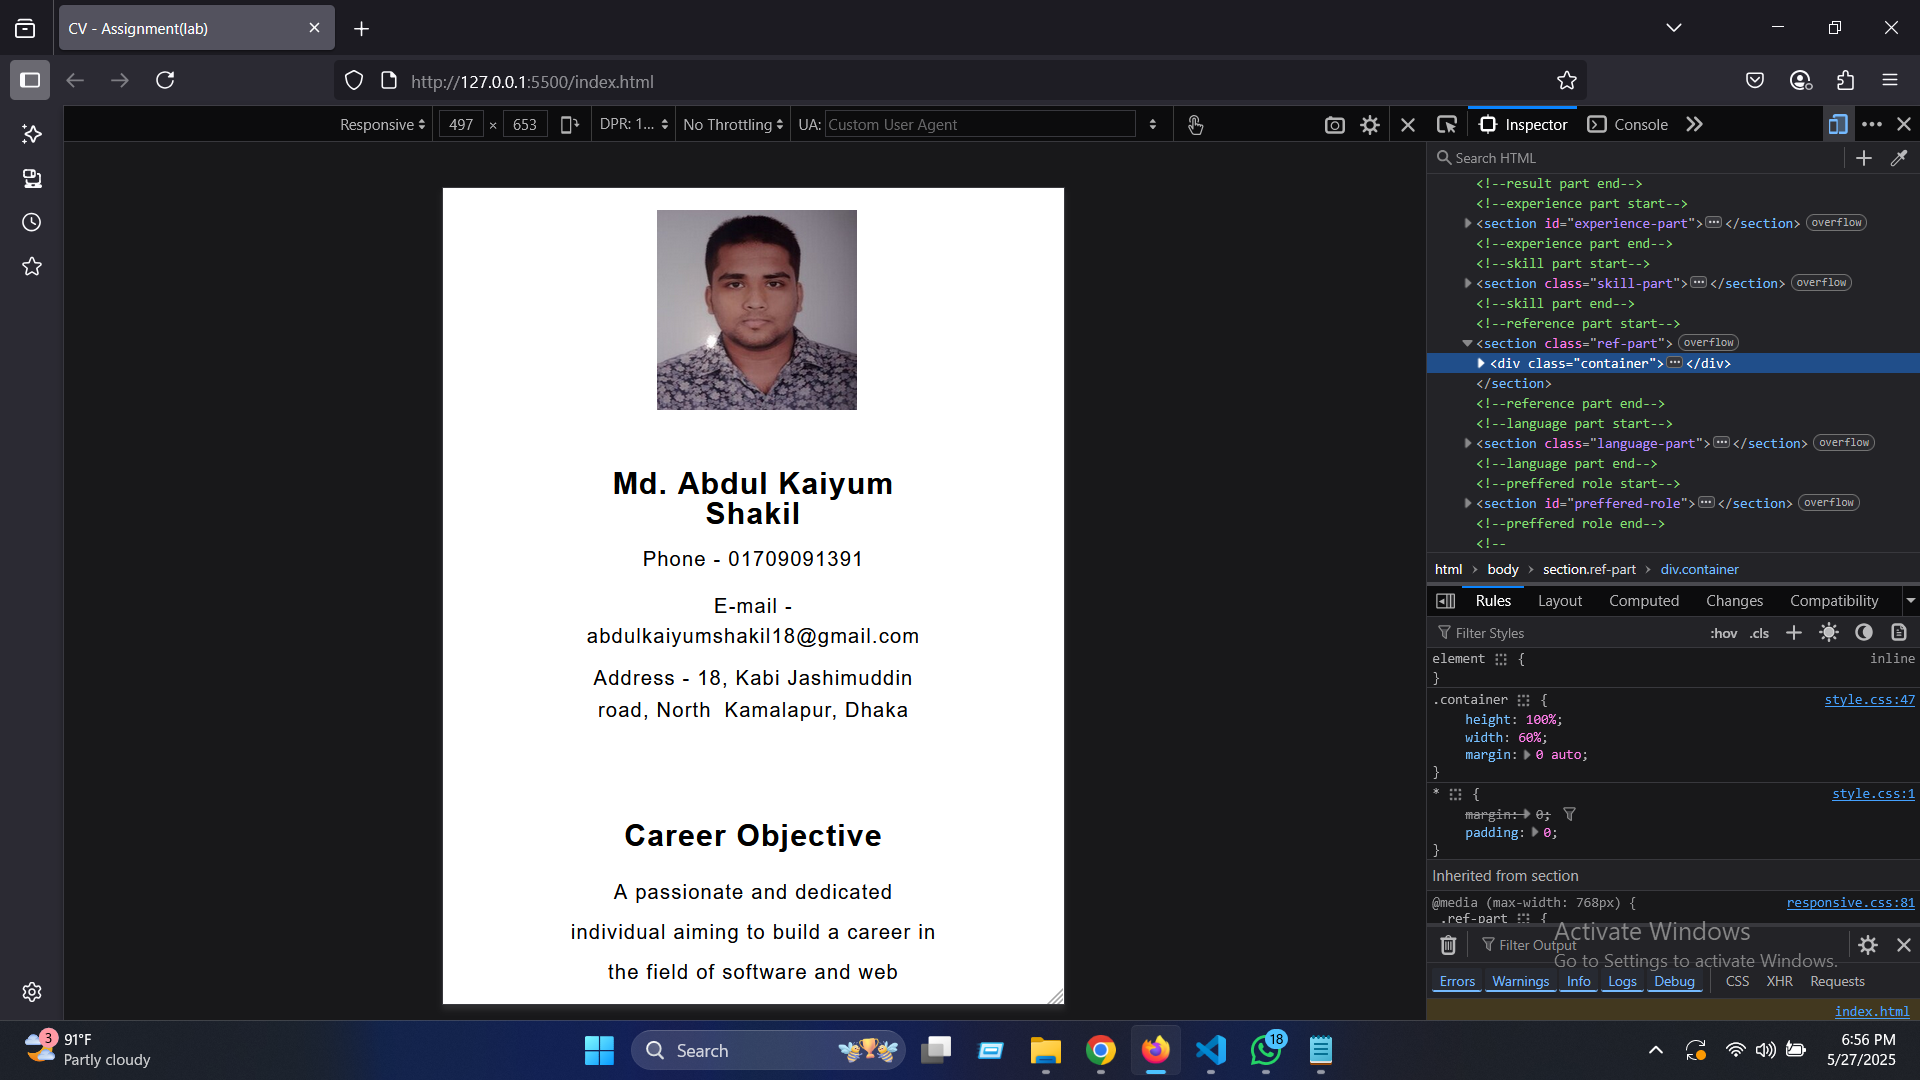 CV - Assignment(lab)
http://127.0.0.1:5500/index.html
Responsive 497 × 653 DPR: 1... No Throttling UA: Custom User Agent
Inspector Console
Search HTML
<!--result part end-->
<!--experience part start-->
<section id="experience-part"> </section> overflow
<!--experience part end-->
<!--skill part start-->
<section class="skill-part"> </section> overflow
<!--skill part end-->
<!--reference part start-->
<section class="ref-part"> overflow
<div class="container"> </div>
</section>
<!--reference part end-->
<!--language part start-->
<section class="language-part"> </section> overflow
<!--language part end-->
<!--preffered role start-->
<section id="preffered-role"> </section> overflow
<!--preffered role end-->
<!--
html body section.ref-part div.container
Rules Layout Computed Changes Compatibility
Filter Styles :hov .cls
element { inline
}
.container { style.css:47
height: 100%;
width: 60%;
margin: 0 auto;
}
* { style.css:1
margin: 0;
padding: 0;
}
Inherited from section
@media (max-width: 768px) { responsive.css:81
.ref-part {
Filter Output
Errors Warnings Info Logs Debug CSS XHR Requests
index.html
Activate Windows
Go to Settings to activate Windows.
Md. Abdul Kaiyum
Shakil
Phone - 01709091391
E-mail -
abdulkaiyumshakil18@gmail.com
Address - 18, Kabi Jashimuddin
road, North Kamalapur, Dhaka
Career Objective
A passionate and dedicated
individual aiming to build a career in
the field of software and web
3
91°F
Partly cloudy
Search
18
6:56 PM
5/27/2025